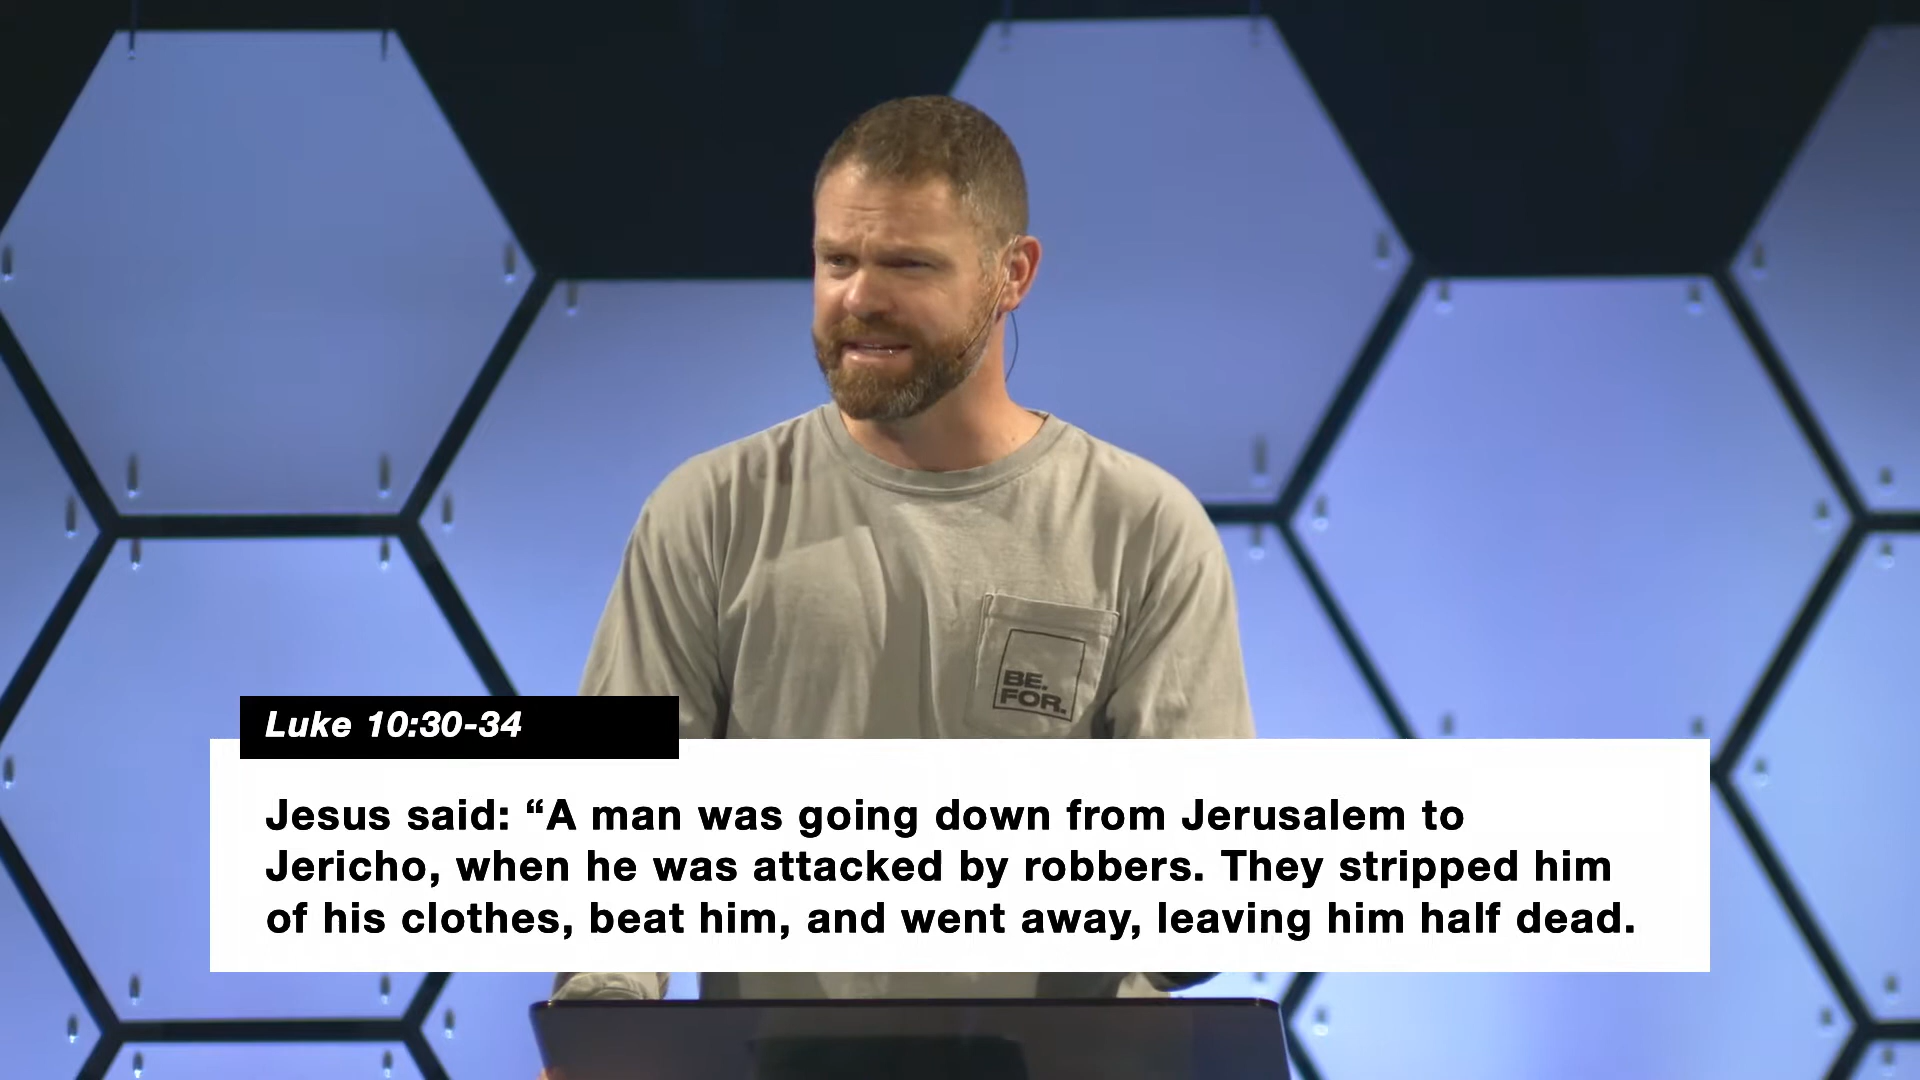 BE.
FOR.
Luke 10:30-34
Jesus said: “A man was going down from Jerusalem to
Jericho, when he was attacked by robbers. They stripped him
of his clothes, beat him, and went away, leaving him half dead.